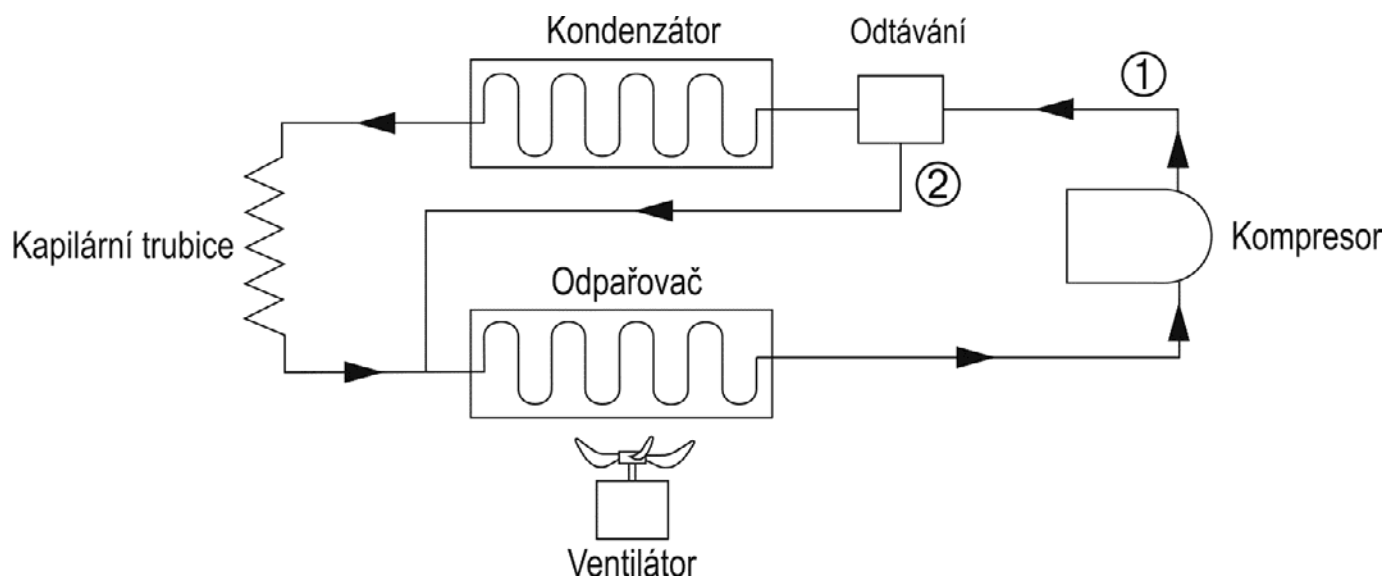 Kondenzátor
Odtávání
①
②
Kapilární trubice
Kompresor
Odpařovač
Ventilátor